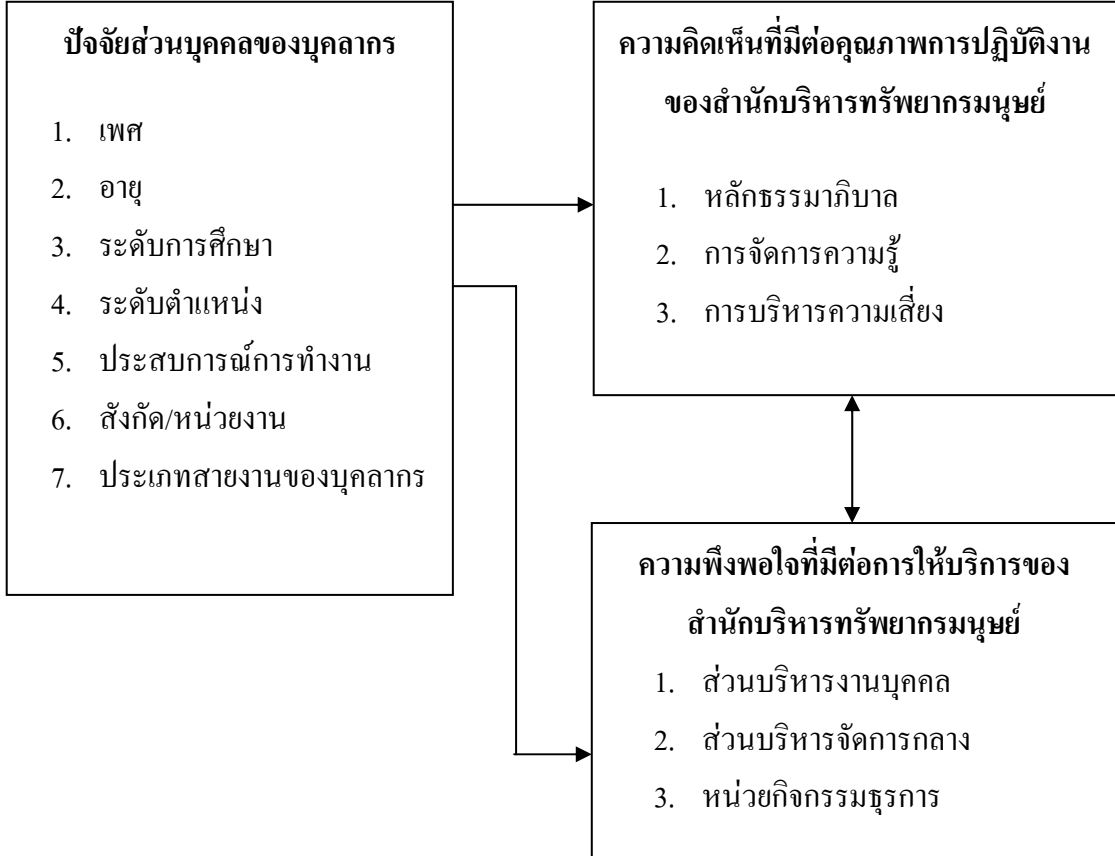 ปัจจัยส่วนบุคคลของบุคลากร
1. เพศ
2. อายุ
3. ระดับการศึกษา
4. ระดับตำแหน่ง
5. ประสบการณ์การทำงาน
6. สังกัด/หน่วยงาน
7. ประเภทสายงานของบุคลากร
ความคิดเห็นที่มีต่อคุณภาพการปฏิบัติงาน
ของสำนักบริหารทรัพยากรมนุษย์
1. หลักธรรมาภิบาล
2. การจัดการความรู้
3. การบริหารความเสี่ยง
ความพึงพอใจที่มีต่อการให้บริการของ
สำนักบริหารทรัพยากรมนุษย์
1. ส่วนบริหารงานบุคคล
2. ส่วนบริหารจัดการกลาง
3. หน่วยกิจกรรมธุรการ